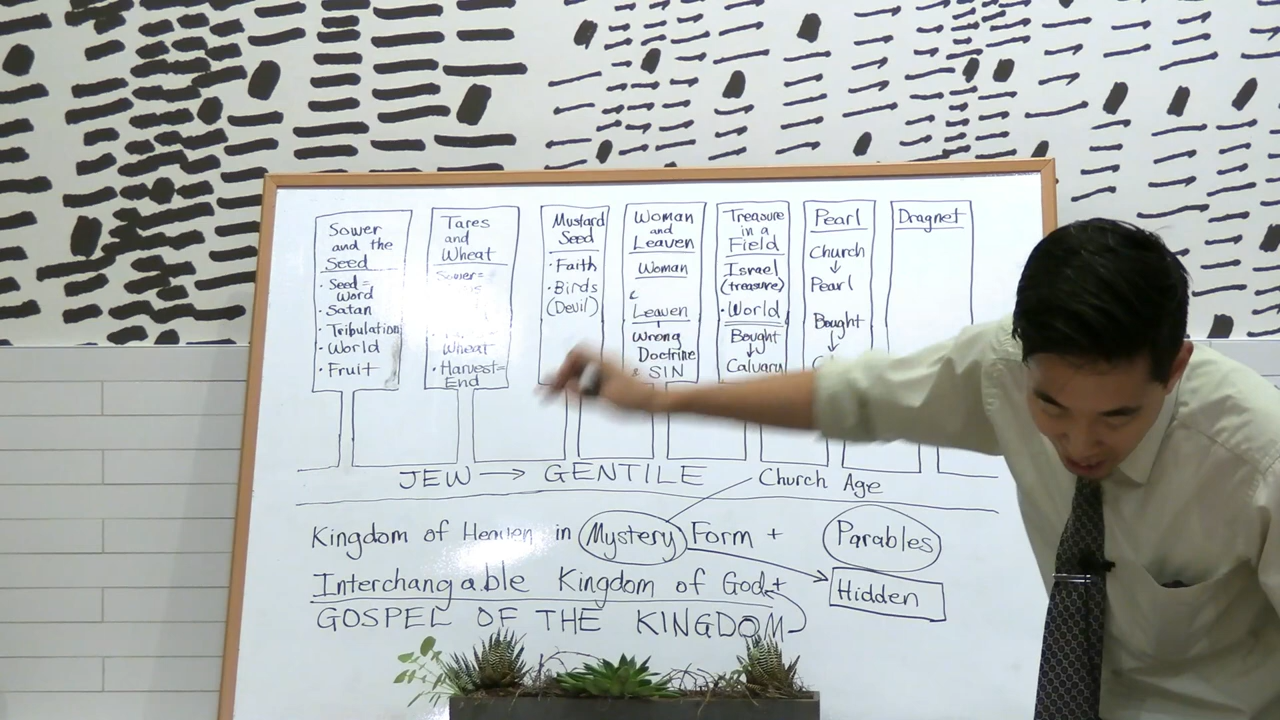 Sower
and the
Seed
• Seed =
Word
• Satan
• Tribulation
• World
• Fruit
Tares
and
Wheat
Sower=
Wheat
• Harvest=
End
Mustard
Seed
• Faith
• Birds
(Devil)
Woman
and
Leaven
Woman
&
Leaven
Wrong
Doctrine
& SIN
Treasure
in a
Field
Israel
(treasure)
• World
Bought
↓
Calvary
Pearl
Church
↓
Pearl
Bought
↓
Dragnet
JEW → GENTILE
Church Age
Kingdom of Heaven in Mystery Form + Parables
Interchangable Kingdom of God + Hidden
GOSPEL OF THE KINGDOM